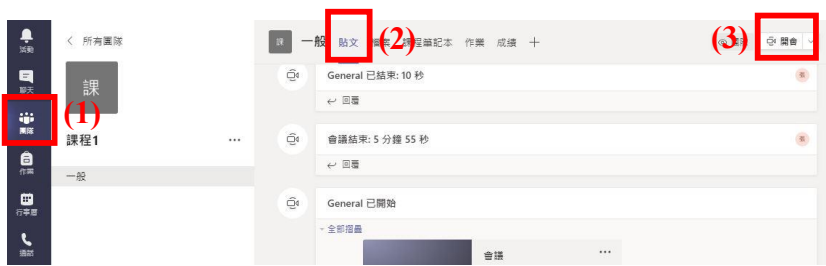 活動
聊天
團隊
作業
行事曆
通話
所有團隊
課
(1)
課程1
一般
課
一般
貼文
(2)
課程筆記本
作業
成績
(3)
開會
General 已結束: 10 秒
回覆
會議結束: 5 分鐘 55 秒
回覆
General 已開始
全部摺疊
會議